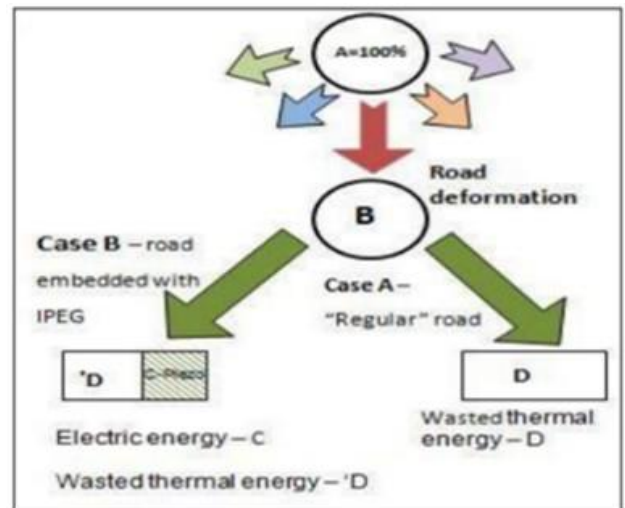 A=100%
Road
deformation
B
Case B – road
embedded with
IPEG
Case A –
"Regular" road
'D
C-Piezo
D
Electric energy – C
Wasted thermal
energy – D
Wasted thermal energy – 'D